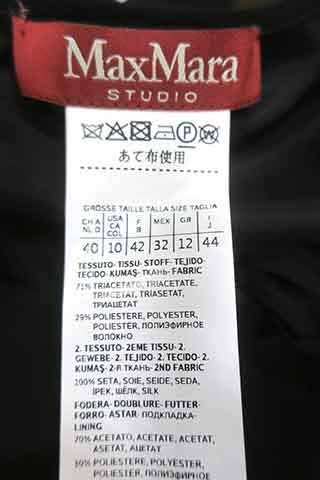 MaxMara
STUDIO
P W
あて布使用
GRÖSSE TAILLE TALLA SIZE TAGLIA
CH A NL D USA CA COL F B MEX GR I J
40 10 42 32 12 44
TESSUTO-TISSU-STOFF-TEJIDO-
TECIDO-KUMAŞ-ТКАНЬ-FABRIC
71% TRIACETATO, TRIACETATE,
TRIACETATO, TRIASETAT,
ТРИАЦЕТАТ
29% POLIESTERE, POLYESTER,
POLIESTER, ПОЛИЭФИРНОЕ
ВОЛОКНО
2. TESSUTO-2EME TISSU-2.
GEWEBE-2. TEJIDO-2. TECIDO-2.
KUMAŞ-2-Я ТКАНЬ-2ND FABRIC
100% SETA, SOIE, SEIDE, SEDA,
İPEK, ШЁЛК, SILK
FODERA-DOUBLURE-FUTTER-
FORRO-ASTAR-ПОДКЛАДКА-
LINING
70% ACETATO, ACETATE, ACETAT,
ASETAT, АЦЕТАТ
30% POLIESTERE, POLYESTER,
POLIESTER, ПОЛИЭФИРНОЕ